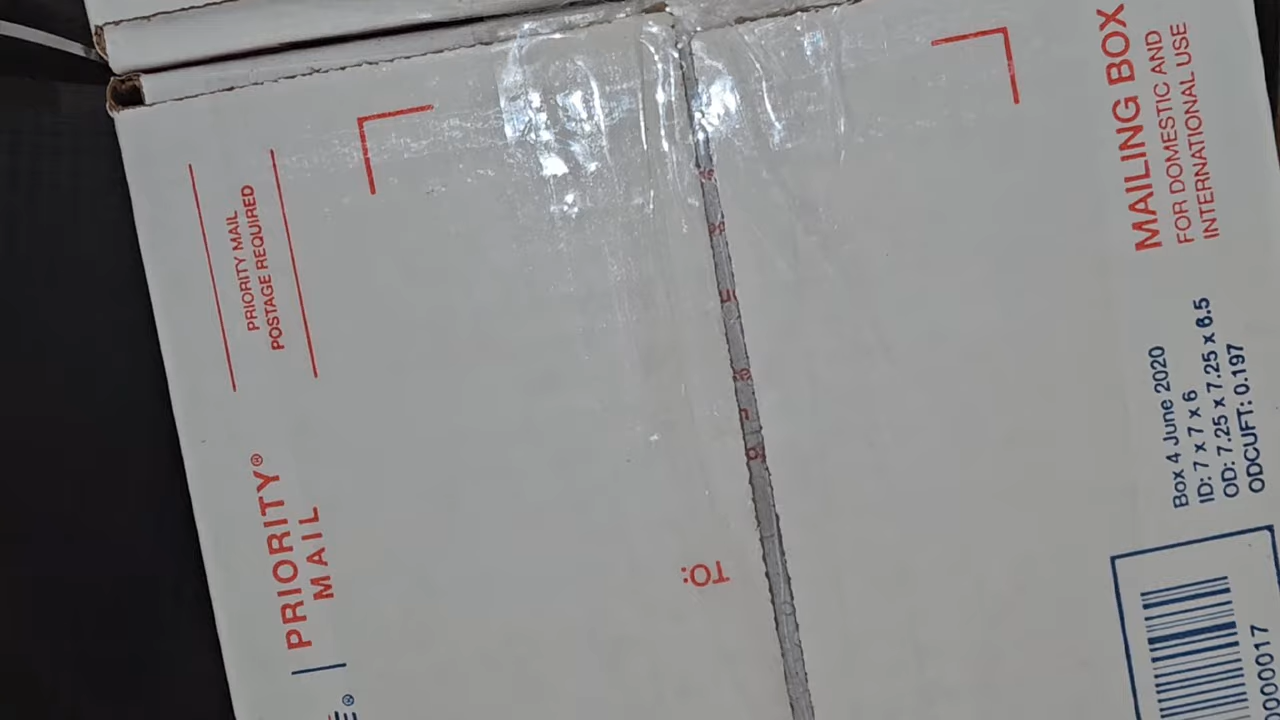 PRIORITY MAIL
POSTAGE REQUIRED
PRIORITY®
MAIL
TO:
MAILING BOX
FOR DOMESTIC AND
INTERNATIONAL USE
Box 4 June 2020
ID: 7 x 7 x 6
OD: 7.25 x 7.25 x 6.5
ODCUFT: 0.197
000017